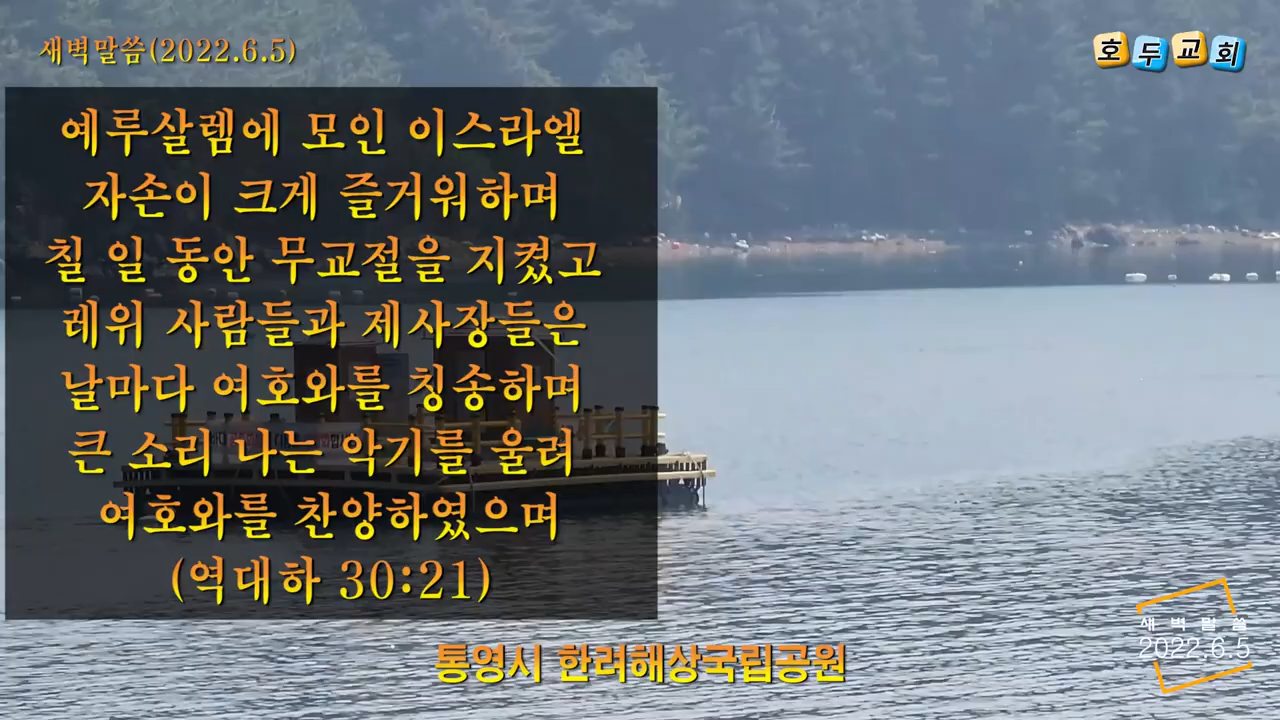 새벽말씀(2022.6.5)
호두교회
예루살렘에 모인 이스라엘
자손이 크게 즐거워하며
칠 일 동안 무교절을 지켰고
레위 사람들과 제사장들은
날마다 여호와를 칭송하며
큰 소리 나는 악기를 울려
여호와를 찬양하였으며
(역대하 30:21)
새벽말씀
2022.6.5
통영시 한려해상국립공원